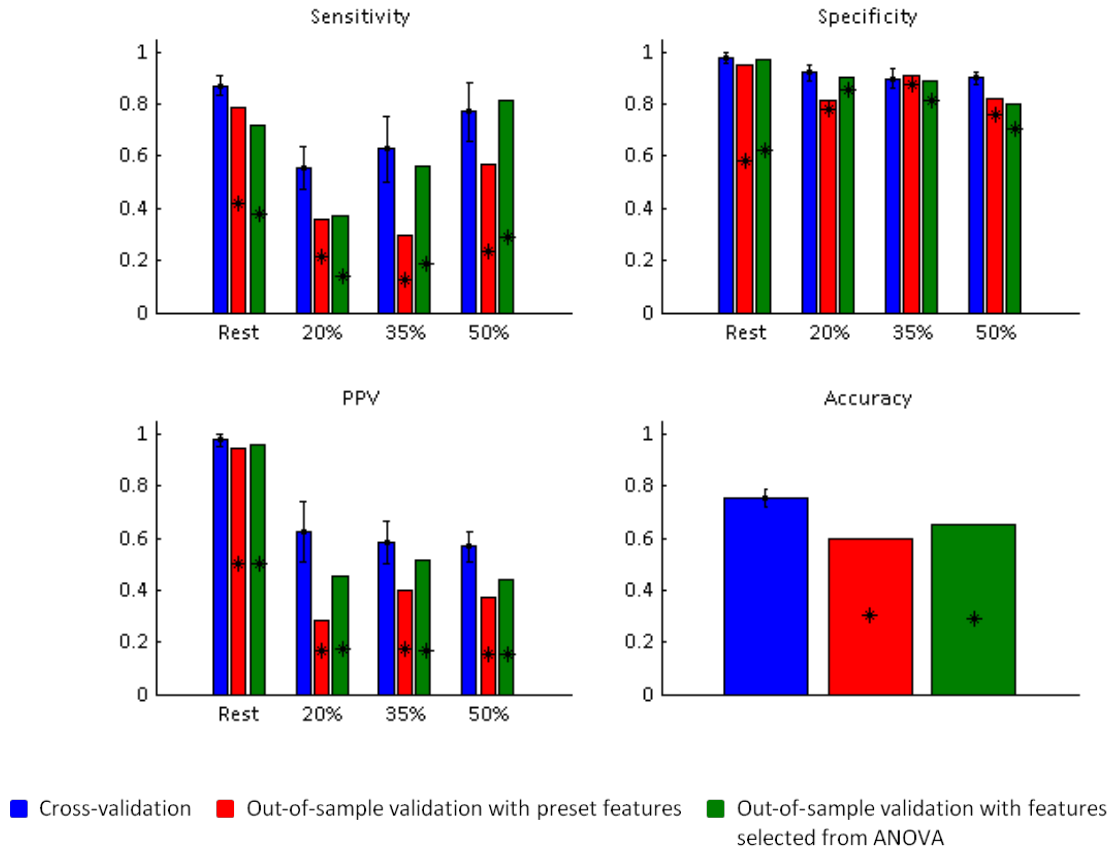 Sensitivity
1
0.8
0.6
0.4
0.2
0
Rest 20% 35% 50%
Specificity
1
0.8
0.6
0.4
0.2
0
Rest 20% 35% 50%
PPV
1
0.8
0.6
0.4
0.2
0
Rest 20% 35% 50%
Accuracy
1
0.8
0.6
0.4
0.2
0
Cross-validation
Out-of-sample validation with preset features
Out-of-sample validation with features
selected from ANOVA